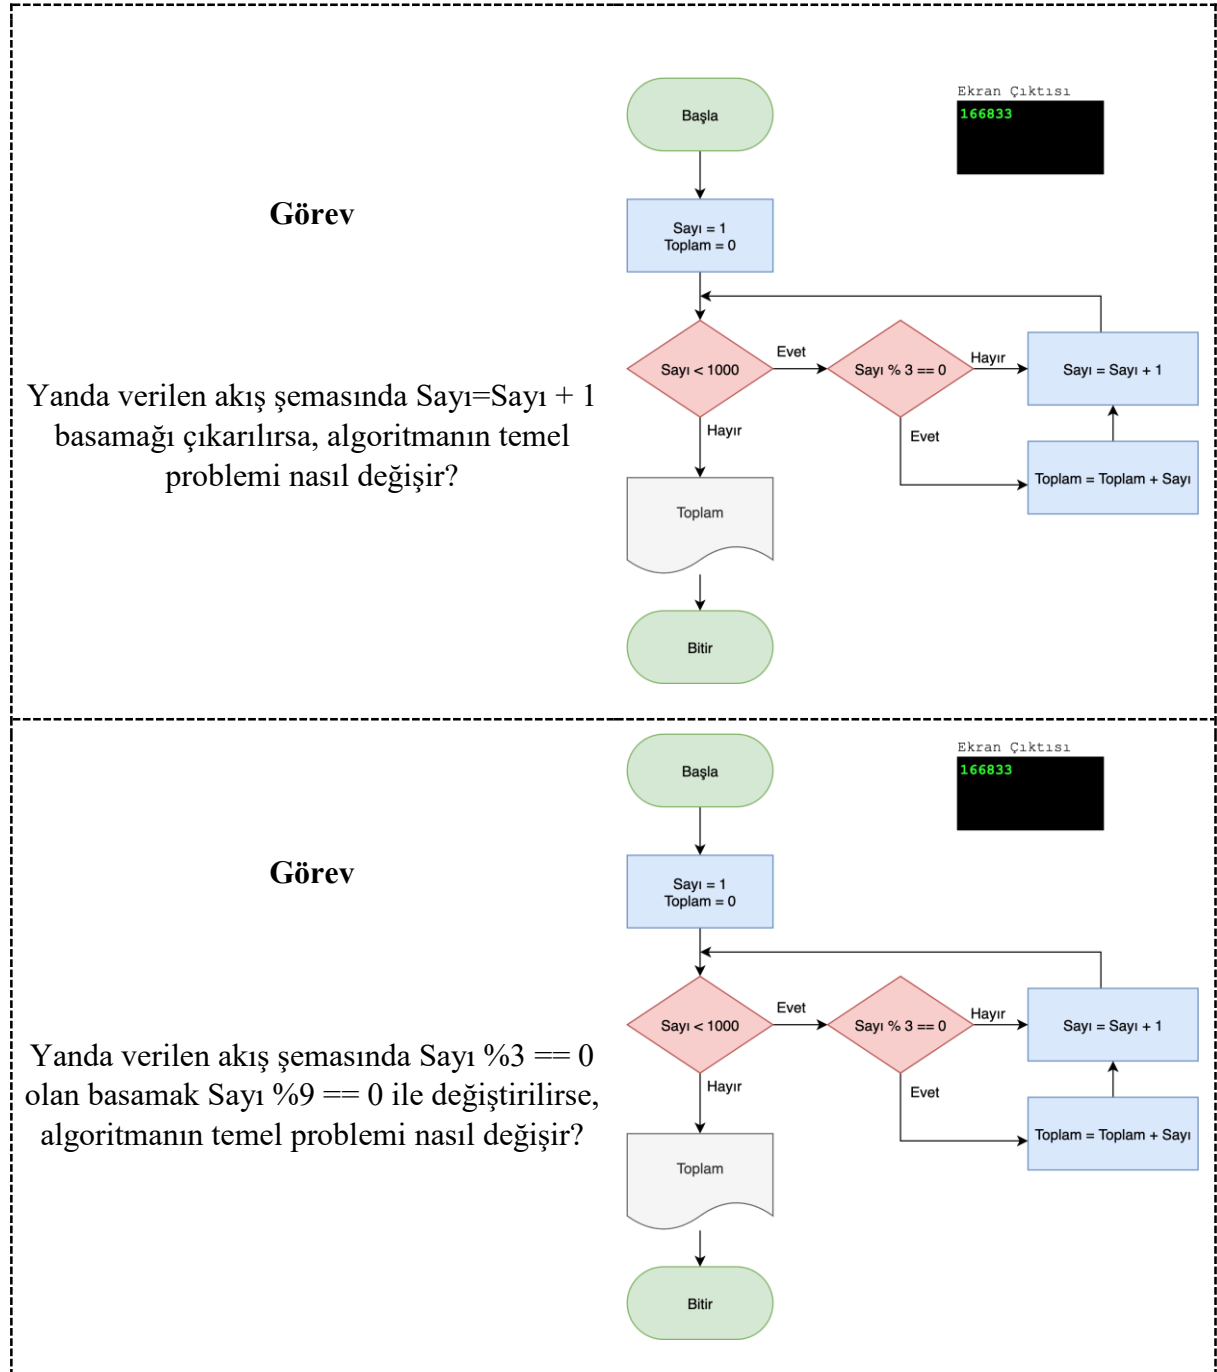 Görev
Yanda verilen akış şemasında Sayı=Sayı + 1
basamağı çıkarılırsa, algoritmanın temel
problemi nasıl değişir?
Ekran Çıktısı
166833
Başla
Sayı = 1
Toplam = 0
Sayı < 1000
Evet
Sayı % 3 == 0
Hayır
Sayı = Sayı + 1
Hayır
Evet
Toplam = Toplam + Sayı
Toplam
Bitir
Görev
Yanda verilen akış şemasında Sayı %3 == 0
olan basamak Sayı %9 == 0 ile değiştirilirse,
algoritmanın temel problemi nasıl değişir?
Ekran Çıktısı
166833
Başla
Sayı = 1
Toplam = 0
Sayı < 1000
Evet
Sayı % 3 == 0
Hayır
Sayı = Sayı + 1
Hayır
Evet
Toplam = Toplam + Sayı
Toplam
Bitir